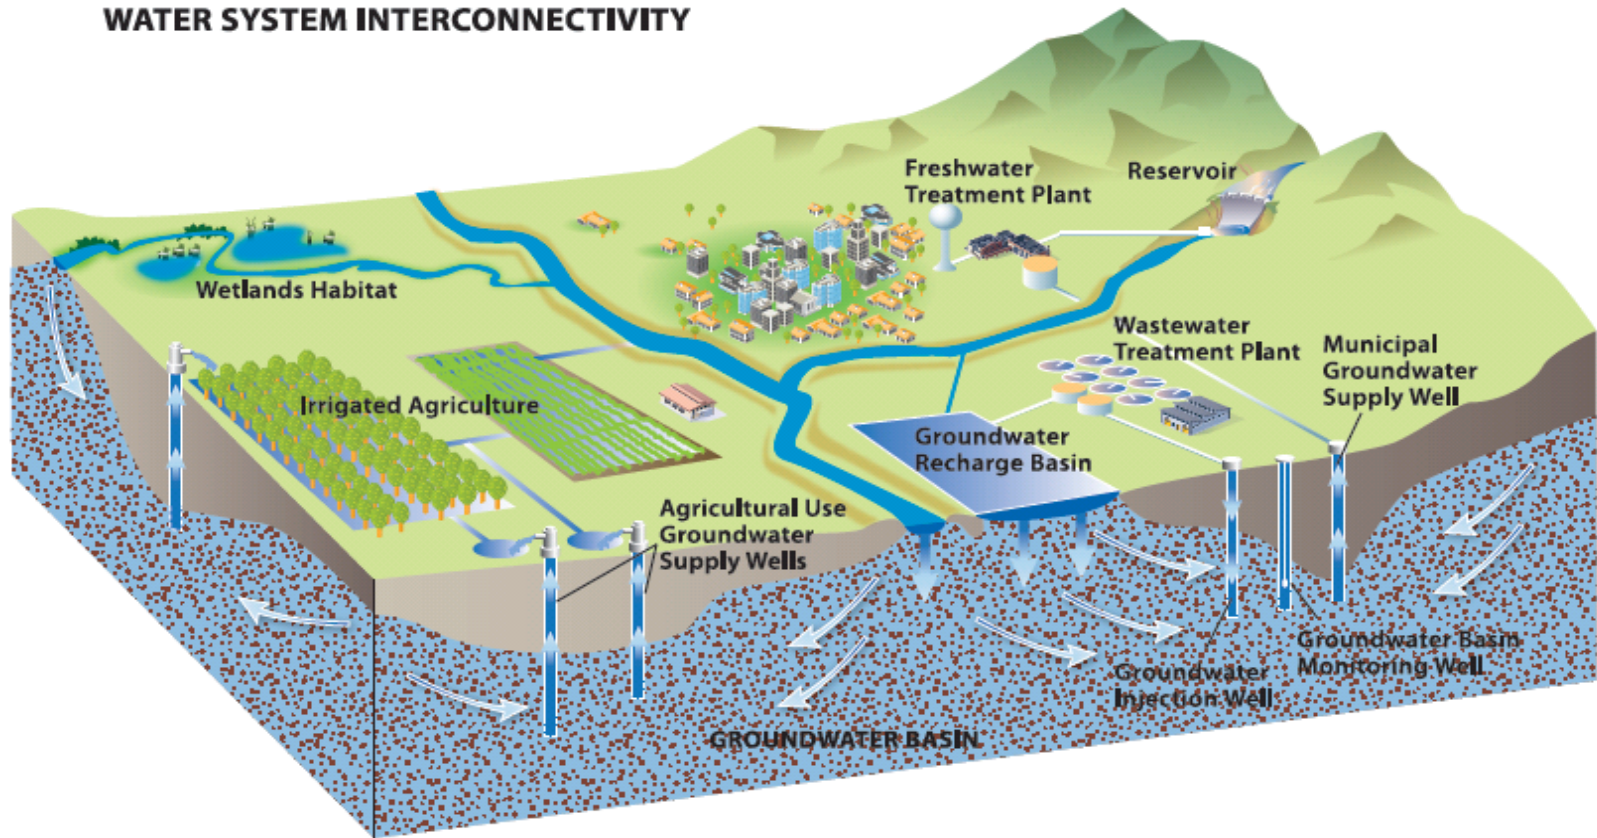 WATER SYSTEM INTERCONNECTIVITY
Freshwater
Treatment Plant
Reservoir
Wetlands Habitat
Wastewater
Treatment Plant
Municipal
Groundwater
Supply Well
Irrigated Agriculture
Groundwater
Recharge Basin
Agricultural Use
Groundwater
Supply Wells
Groundwater Basin
Monitoring Well
Groundwater
Injection Well
GROUNDWATER BASIN